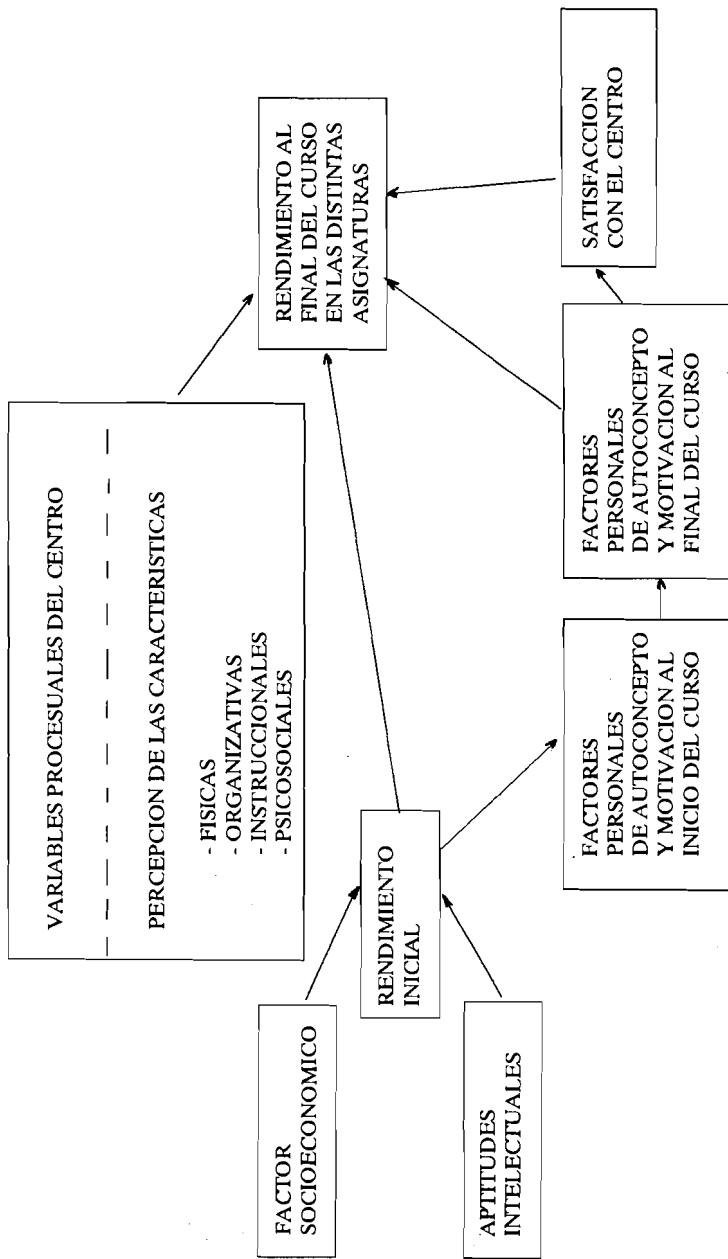 VARIABLES PROCESUALES DEL CENTRO
PERCEPCION DE LAS CARACTERISTICAS
- FISICAS
- ORGANIZATIVAS
- INSTRUCCIONALES
- PSICOSOCIALES
FACTOR
SOCIOECONOMICO
RENDIMIENTO
INICIAL
APTITUDES
INTELECTUALES
RENDIMIENTO AL
FINAL DEL CURSO
EN LAS DISTINTAS
ASIGNATURAS
FACTORES
PERSONALES
DE AUTOCONCEPTO
Y MOTIVACION AL
INICIO DEL CURSO
FACTORES
PERSONALES
DE AUTOCONCEPTO
Y MOTIVACION AL
FINAL DEL CURSO
SATISFACCION
CON EL CENTRO